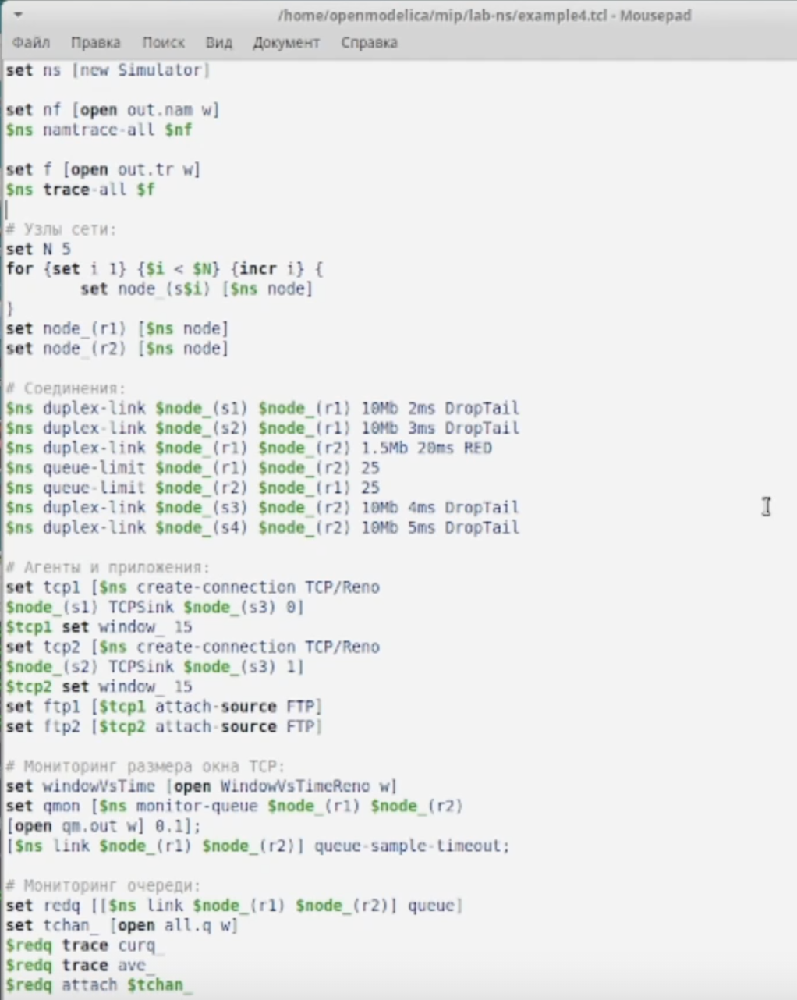 /home/openmodelica/mip/lab-ns/example4.tcl - Mousepad
Файл Правка Поиск Вид Документ Справка
set ns [new Simulator]
set nf [open out.nam w]
$ns namtrace-all $nf
set f [open out.tr w]
$ns trace-all $f
# Узлы сети:
set N 5
for {set i 1} {$i < $N} {incr i} {
set node_(s$i) [$ns node]
}
set node_(r1) [$ns node]
set node_(r2) [$ns node]
# Соединения:
$ns duplex-link $node_(s1) $node_(r1) 10Mb 2ms DropTail
$ns duplex-link $node_(s2) $node_(r1) 10Mb 3ms DropTail
$ns duplex-link $node_(r1) $node_(r2) 1.5Mb 20ms RED
$ns queue-limit $node_(r1) $node_(r2) 25
$ns queue-limit $node_(r2) $node_(r1) 25
$ns duplex-link $node_(s3) $node_(r2) 10Mb 4ms DropTail
$ns duplex-link $node_(s4) $node_(r2) 10Mb 5ms DropTail
# Агенты и приложения:
set tcp1 [$ns create-connection TCP/Reno
$node_(s1) TCPSink $node_(s3) 0]
$tcp1 set window_ 15
set tcp2 [$ns create-connection TCP/Reno
$node_(s2) TCPSink $node_(s3) 1]
$tcp2 set window_ 15
set ftp1 [$tcp1 attach-source FTP]
set ftp2 [$tcp2 attach-source FTP]
# Мониторинг размера окна TCP:
set windowVsTime [open WindowVsTimeReno w]
set qmon [$ns monitor-queue $node_(r1) $node_(r2)
[open qm.out w] 0.1];
[$ns link $node_(r1) $node_(r2)] queue-sample-timeout;
# Мониторинг очереди:
set redq [[$ns link $node_(r1) $node_(r2)] queue]
set tchan_ [open all.q w]
$redq trace curq_
$redq trace ave_
$redq attach $tchan_